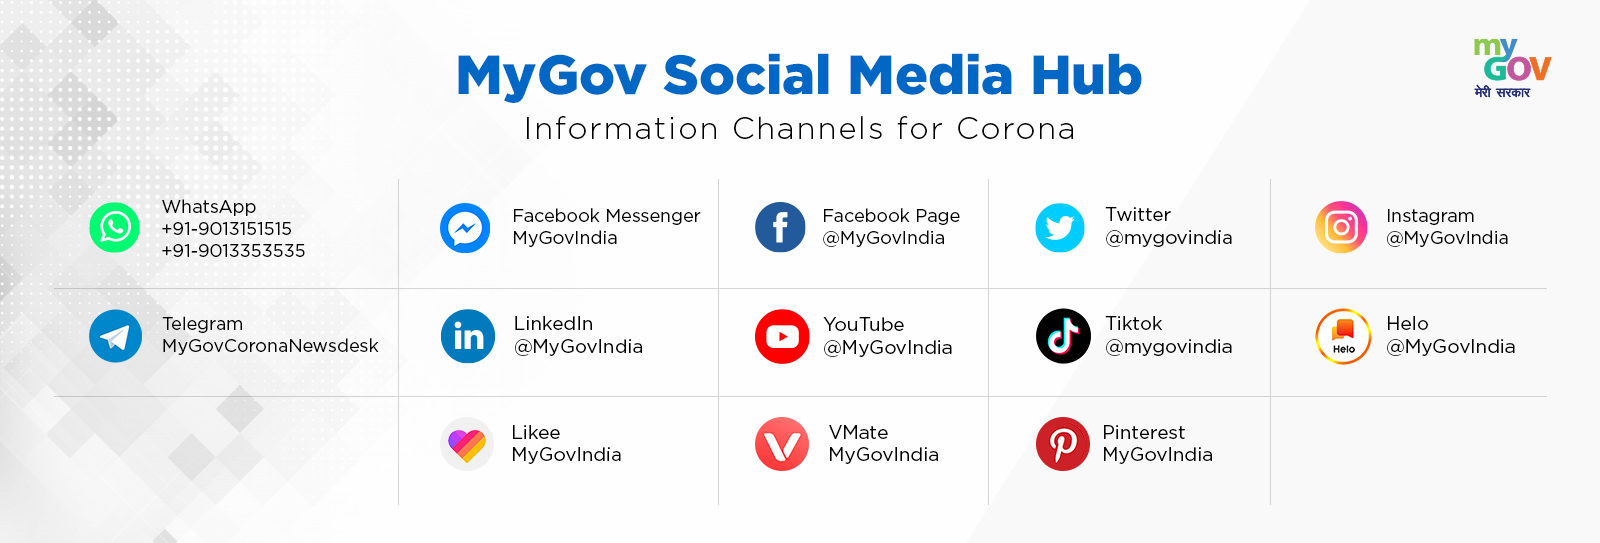 MyGov Social Media Hub
Information Channels for Corona
my
GOV
मेरी सरकार
WhatsApp
+91-9013151515
+91-9013353535
Facebook Messenger
MyGovIndia
Facebook Page
@MyGovIndia
Twitter
@mygovindia
Instagram
@MyGovIndia
Telegram
MyGovCoronaNewsdesk
LinkedIn
@MyGovIndia
YouTube
@MyGovIndia
Tiktok
@mygovindia
Helo
Helo
@MyGovIndia
Likee
MyGovIndia
VMate
MyGovIndia
Pinterest
MyGovIndia